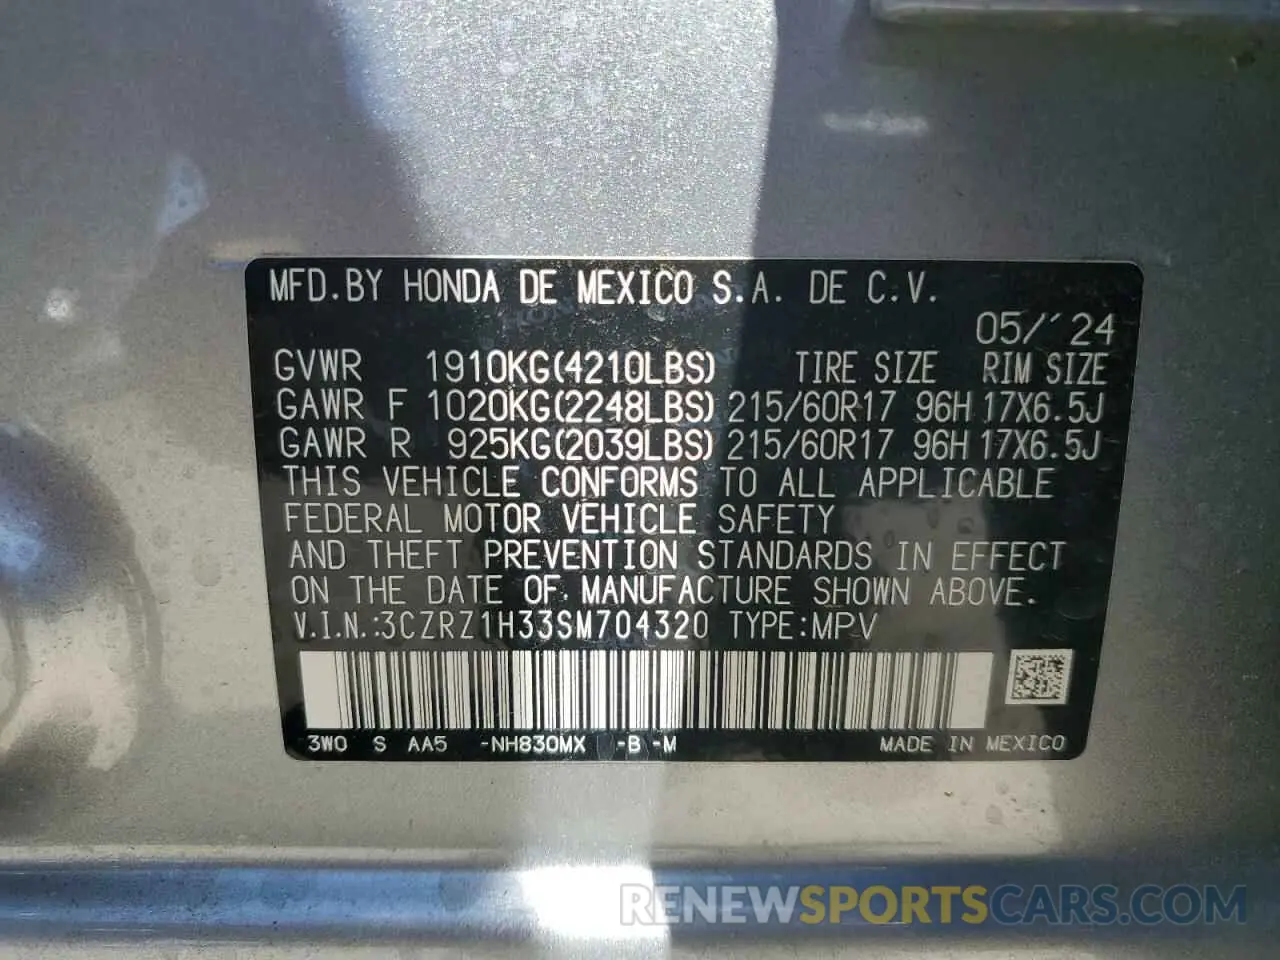 MFD.BY HONDA DE MEXICO S.A. DE C.V.
05/´24
GVWR 1910KG(4210LBS) TIRE SIZE RIM SIZE
GAWR F 1020KG(2248LBS) 215/60R17 96H 17X6.5J
GAWR R 925KG(2039LBS) 215/60R17 96H 17X6.5J
THIS VEHICLE CONFORMS TO ALL APPLICABLE
FEDERAL MOTOR VEHICLE SAFETY
AND THEFT PREVENTION STANDARDS IN EFFECT
ON THE DATE OF MANUFACTURE SHOWN ABOVE.
V.I.N.:3CZRZ1H33SM704320 TYPE:MPV
3W0 S AA5 -NH830MX -B -M MADE IN MEXICO
RENEWSPORTSCARS.COM